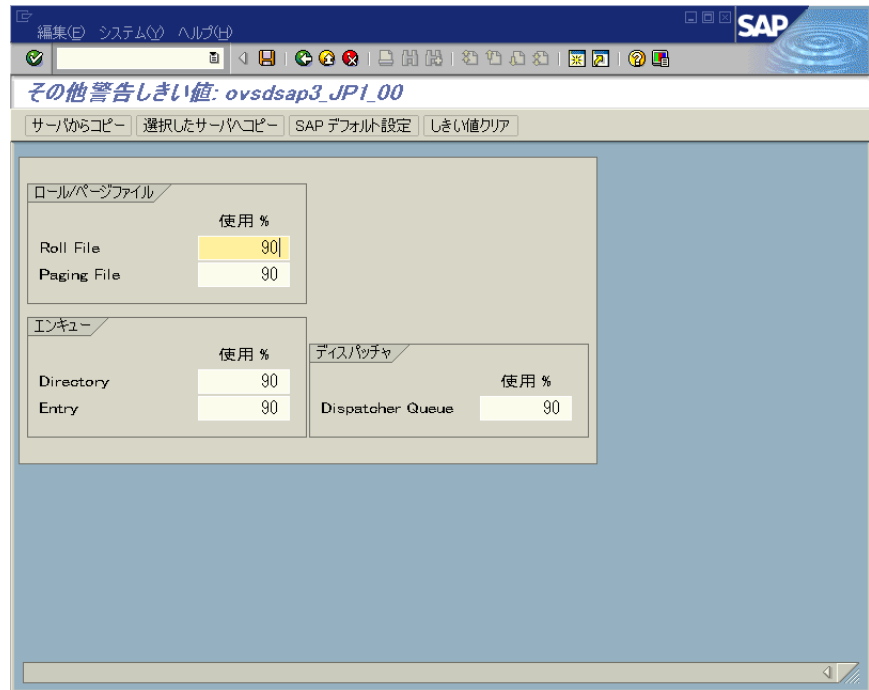 編集(E) システム(Y) ヘルプ(H)
SAP
その他警告しきい値: ovsdsap3_JP1_00
サーバからコピー 選択したサーバへコピー SAP デフォルト設定 しきい値クリア
ロール/ページファイル
使用 %
Roll File 90
Paging File 90
エンキュー
使用 %
Directory 90
Entry 90
ディスパッチャ
使用 %
Dispatcher Queue 90